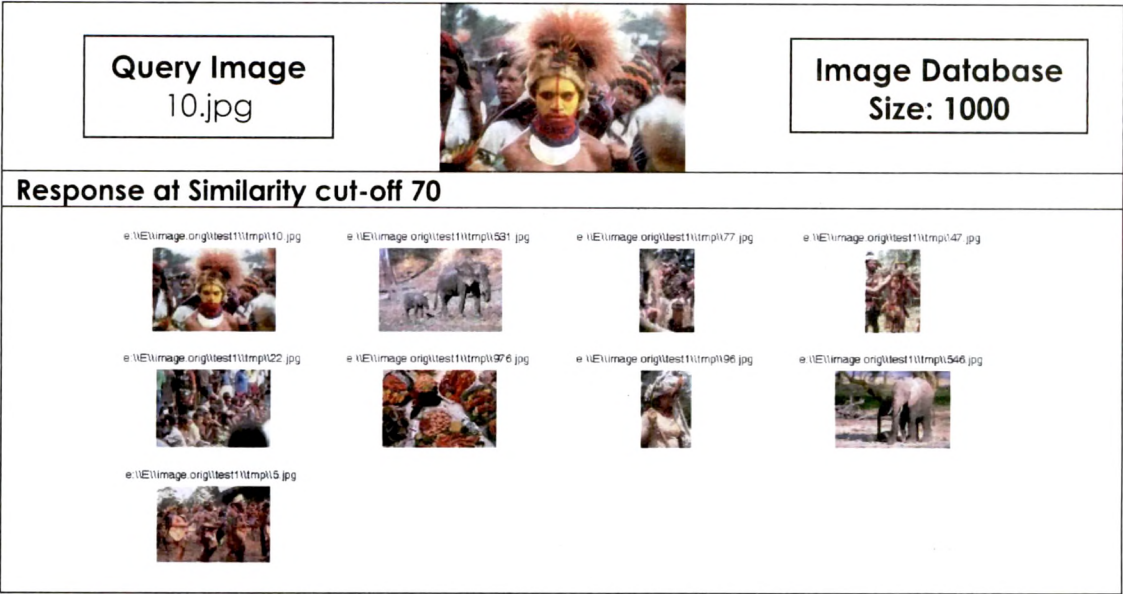 Query Image
10.jpg
Image Database
Size: 1000
Response at Similarity cut-off 70
e:\\E\\image.orig\\test1\\tmp\\10.jpg
e:\\E\\image.orig\\test1\\tmp\\531.jpg
e:\\E\\image.orig\\test1\\tmp\\77.jpg
e:\\E\\image.orig\\test1\\tmp\\47.jpg
e:\\E\\image.orig\\test1\\tmp\\22.jpg
e:\\E\\image.orig\\test1\\tmp\\976.jpg
e:\\E\\image.orig\\test1\\tmp\\96.jpg
e:\\E\\image.orig\\test1\\tmp\\546.jpg
e:\\E\\image.orig\\test1\\tmp\\5.jpg